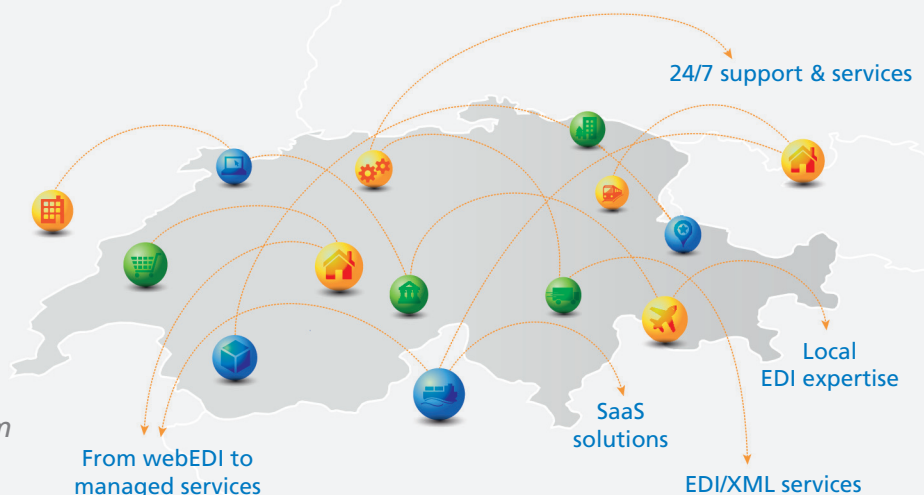 24/7 support & services
Local
EDI expertise
SaaS
solutions
From webEDI to
managed services
EDI/XML services